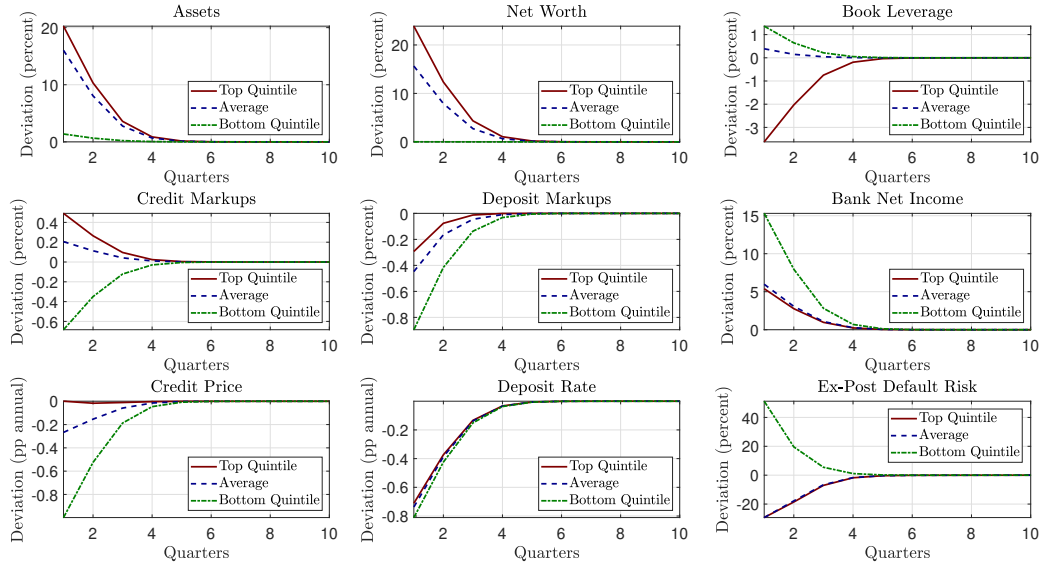 Assets
Deviation (percent)
20
10
0
2
4
6
8
10
Quarters
Top Quintile
Average
Bottom Quintile
Net Worth
Deviation (percent)
20
10
0
2
4
6
8
10
Quarters
Top Quintile
Average
Bottom Quintile
Book Leverage
Deviation (percent)
1
0
-1
-2
-3
2
4
6
8
10
Quarters
Top Quintile
Average
Bottom Quintile
Credit Markups
Deviation (percent)
0.4
0.2
0
-0.2
-0.4
-0.6
2
4
6
8
10
Quarters
Top Quintile
Average
Bottom Quintile
Deposit Markups
Deviation (percent)
0
-0.2
-0.4
-0.6
-0.8
2
4
6
8
10
Quarters
Top Quintile
Average
Bottom Quintile
Bank Net Income
Deviation (percent)
15
10
5
0
2
4
6
8
10
Quarters
Top Quintile
Average
Bottom Quintile
Credit Price
Deviation (pp annual)
0
-0.2
-0.4
-0.6
-0.8
2
4
6
8
10
Quarters
Top Quintile
Average
Bottom Quintile
Deposit Rate
Deviation (pp annual)
-0.2
-0.4
-0.6
-0.8
2
4
6
8
10
Quarters
Top Quintile
Average
Bottom Quintile
Ex-Post Default Risk
Deviation (percent)
40
20
0
-20
2
4
6
8
10
Quarters
Top Quintile
Average
Bottom Quintile